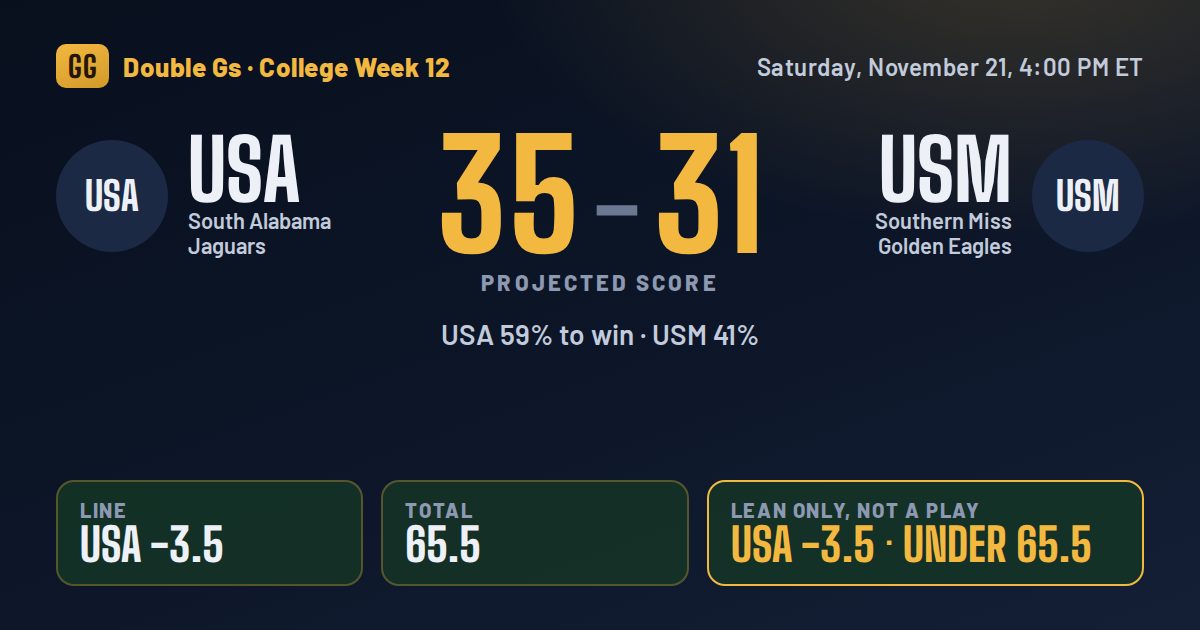 GG
Double Gs · College Week 12
Saturday, November 21, 4:00 PM ET
USA
USA
South Alabama
Jaguars
35 – 31
PROJECTED SCORE
USA 59% to win · USM 41%
USM
Southern Miss
Golden Eagles
USM
LINE
USA −3.5
TOTAL
65.5
LEAN ONLY, NOT A PLAY
USA −3.5 · UNDER 65.5